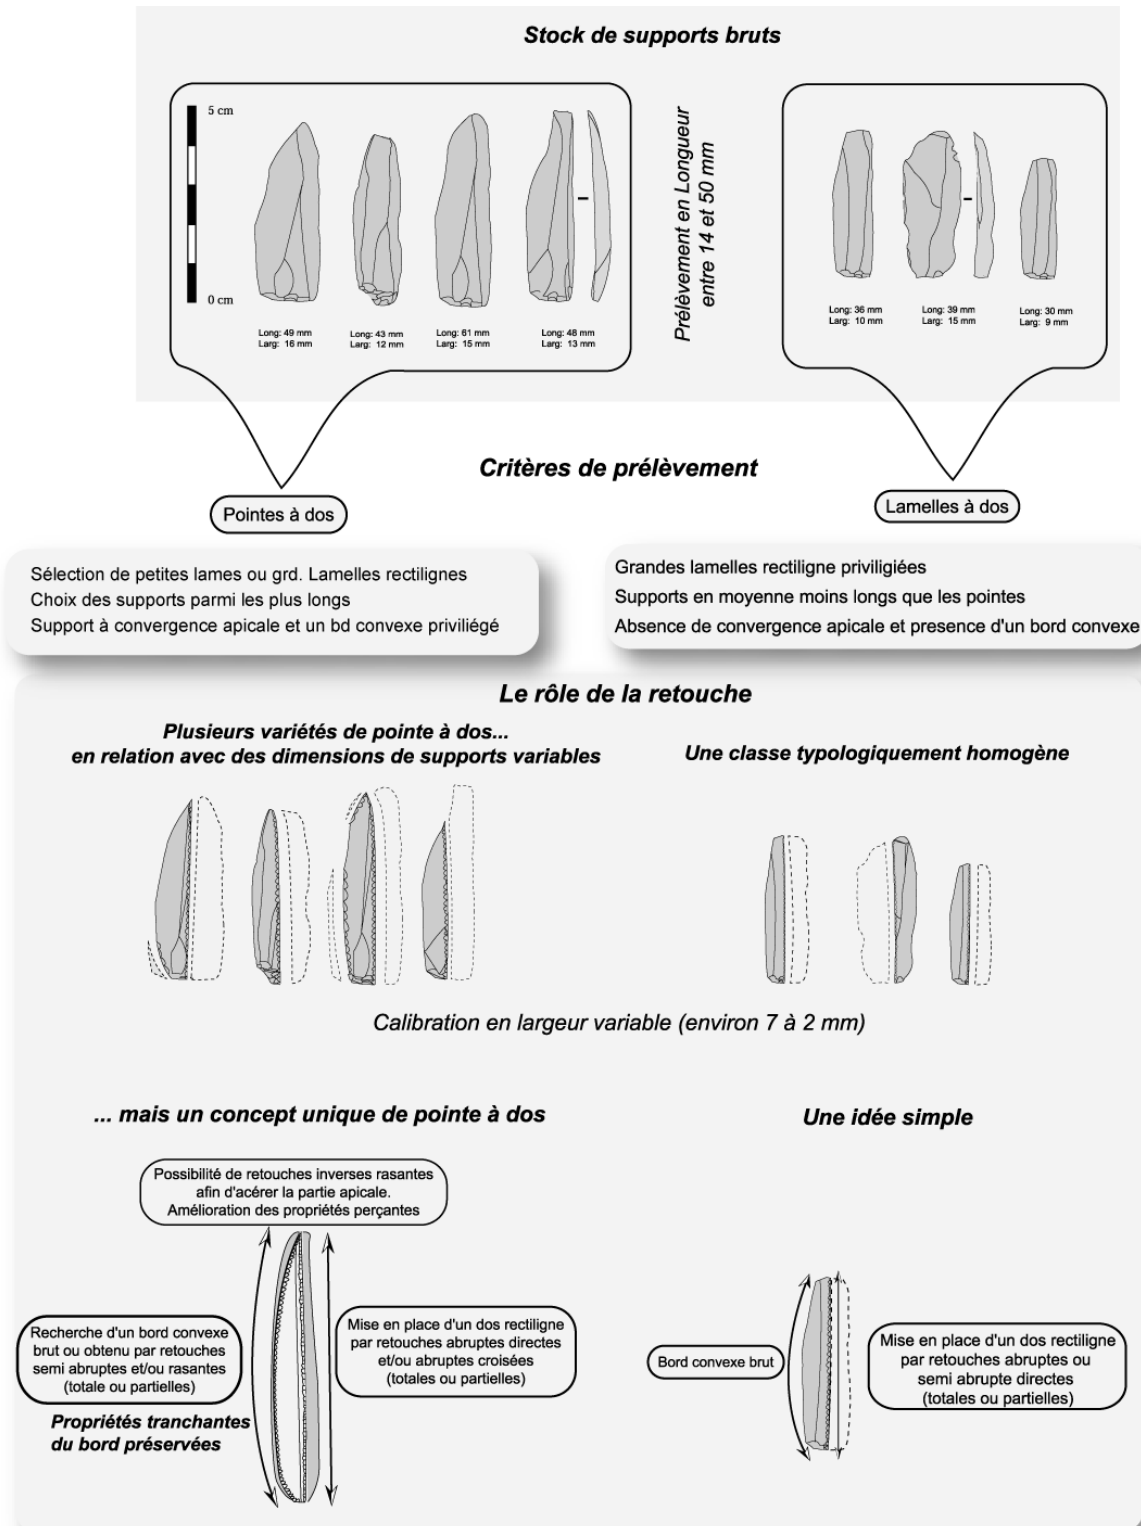 Stock de supports bruts
5 cm
0 cm
Long: 49 mm
Larg: 16 mm
Long: 43 mm
Larg: 12 mm
Long: 61 mm
Larg: 15 mm
Long: 48 mm
Larg: 13 mm
Prélèvement en Longueur
entre 14 et 50 mm
Long: 36 mm
Larg: 10 mm
Long: 39 mm
Larg: 15 mm
Long: 30 mm
Larg: 9 mm
Critères de prélèvement
Pointes à dos
Lamelles à dos
Sélection de petites lames ou grd. Lamelles rectilignes
Choix des supports parmi les plus longs
Support à convergence apicale et un bd convexe priviliégé
Grandes lamelles rectiligne priviligiées
Supports en moyenne moins longs que les pointes
Absence de convergence apicale et presence d'un bord convexe
Le rôle de la retouche
Plusieurs variétés de pointe à dos...
en relation avec des dimensions de supports variables
Une classe typologiquement homogène
Calibration en largeur variable (environ 7 à 2 mm)
... mais un concept unique de pointe à dos
Une idée simple
Possibilité de retouches inverses rasantes
afin d'acérer la partie apicale.
Amélioration des propriétés perçantes
Recherche d'un bord convexe
brut ou obtenu par retouches
semi abruptes et/ou rasantes
(totale ou partielles)
Propriétés tranchantes
du bord préservées
Mise en place d'un dos rectiligne
par retouches abruptes directes
et/ou abruptes croisées
(totales ou partielles)
Bord convexe brut
Mise en place d'un dos rectiligne
par retouches abruptes ou
semi abrupte directes
(totales ou partielles)